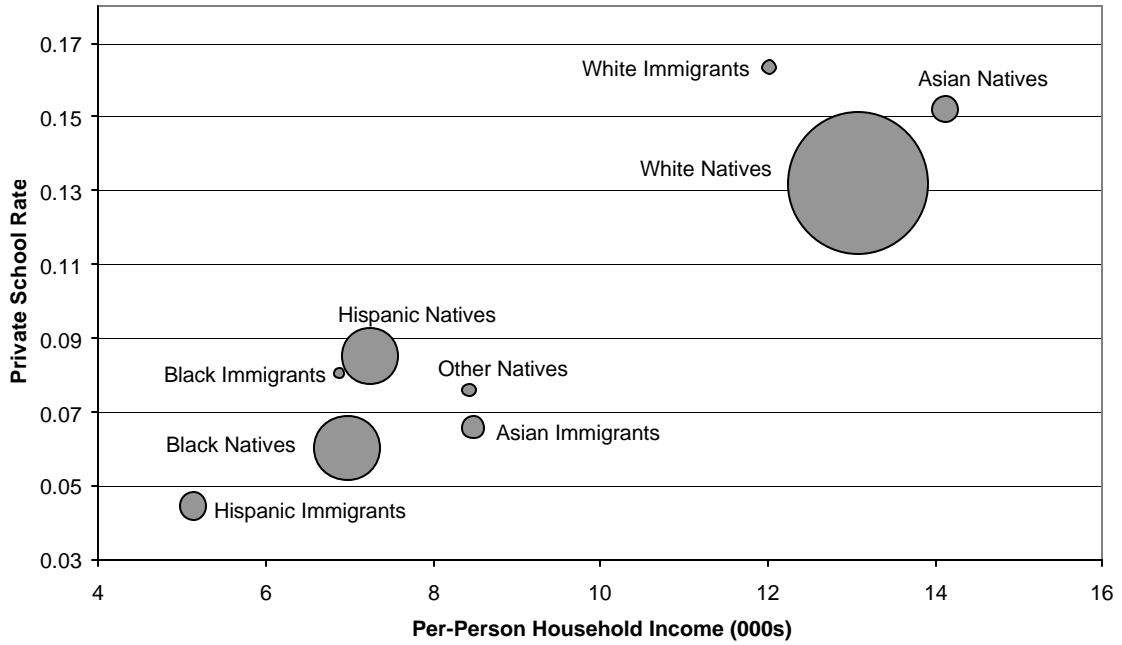 0.17
White Immigrants
Asian Natives
0.15
White Natives
0.13
0.11
Hispanic Natives
0.09
Black Immigrants
Other Natives
0.07
Asian Immigrants
Black Natives
0.05
Hispanic Immigrants
0.03
4 6 8 10 12 14 16
Per-Person Household Income (000s)
Private School Rate